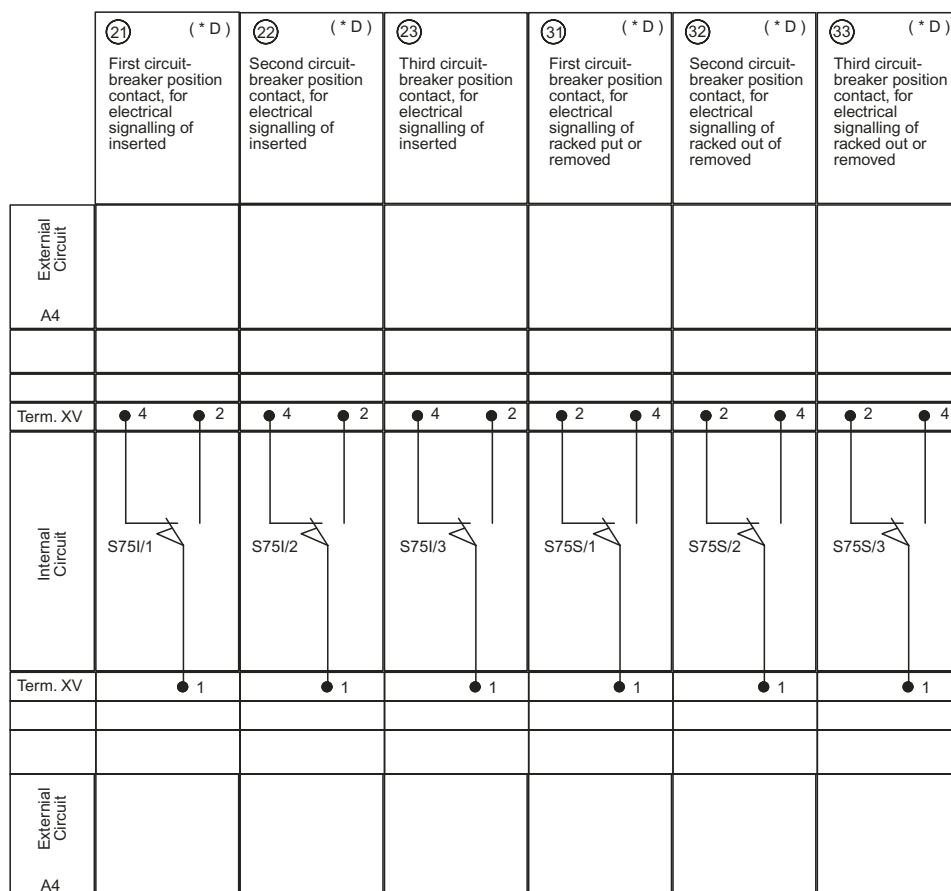 21 ( * D )
First circuit-
breaker position
contact, for
electrical
signalling of
inserted
22 ( * D )
Second circuit-
breaker position
contact, for
electrical
signalling of
inserted
23 ( * D )
Third circuit-
breaker position
contact, for
electrical
signalling of
inserted
31 ( * D )
First circuit-
breaker position
contact, for
electrical
signalling of
racked put or
removed
32 ( * D )
Second circuit-
breaker position
contact, for
electrical
signalling of
racked out of
removed
33 ( * D )
Third circuit-
breaker position
contact, for
electrical
signalling of
racked out or
removed
Externial
Circuit
A4
Term. XV 4 2 4 2 4 2 2 4 2 4 2 4
Internal
Circuit
S75I/1 S75I/2 S75I/3 S75S/1 S75S/2 S75S/3
Term. XV 1 1 1 1 1 1
Externial
Circuit
A4